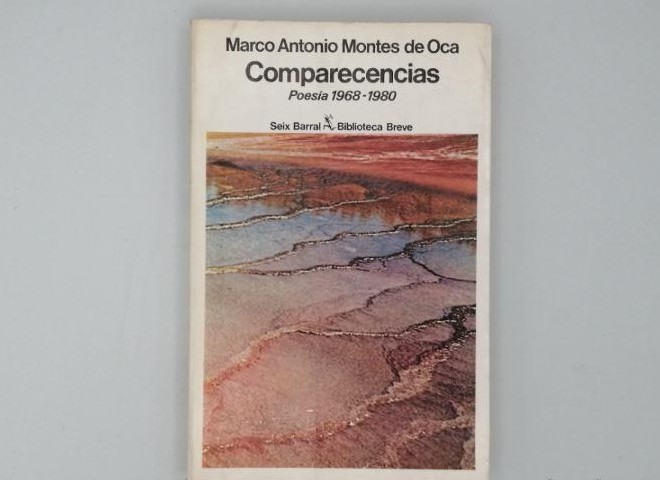 Marco Antonio Montes de Oca
Comparecencias
Poesía 1968-1980
Seix Barral Biblioteca Breve